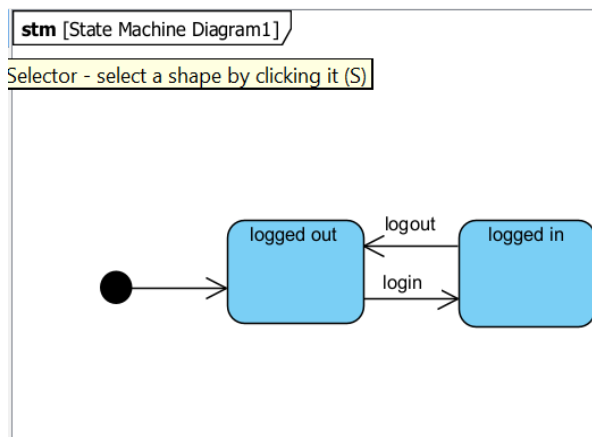 stm [State Machine Diagram1]
Selector - select a shape by clicking it (S)
logged out
logout
logged in
login